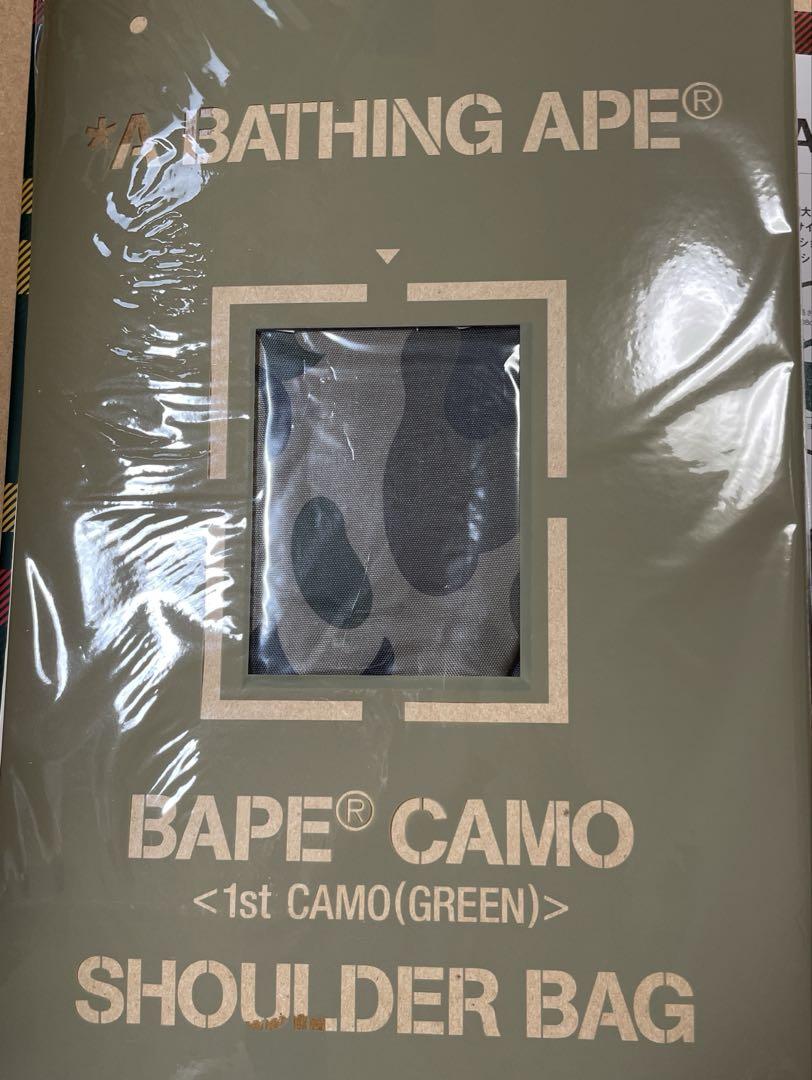 *A BATHING APE®
BAPE® CAMO
<1st CAMO(GREEN)>
SHOULDER BAG